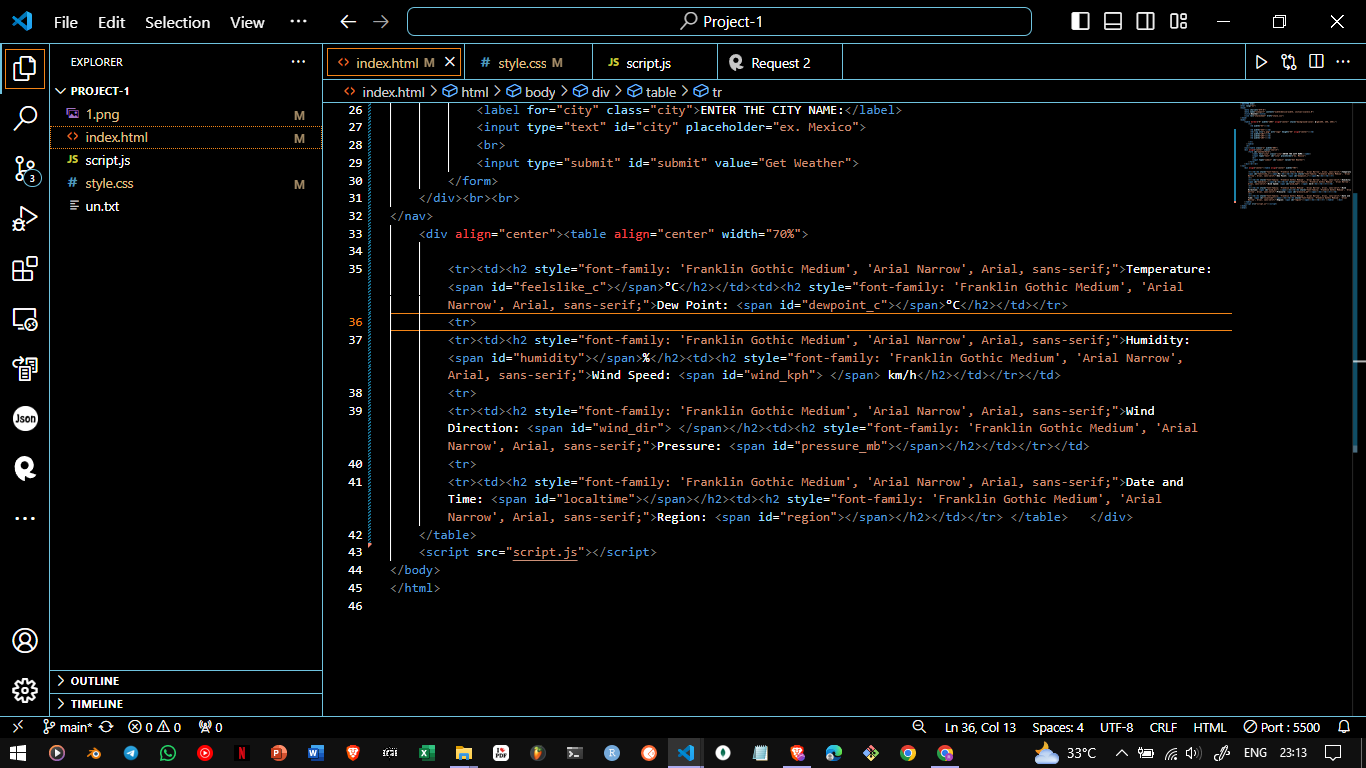 File Edit Selection View ··· Project-1
EXPLORER ···
PROJECT-1
1.png M
index.html M
script.js
style.css M
un.txt
OUTLINE
TIMELINE
3
Json
index.html M
style.css M
script.js
Request 2
index.html > html > body > div > table > tr
26 <label for="city" class="city">ENTER THE CITY NAME:</label>
27 <input type="text" id="city" placeholder="ex. Mexico">
28 <br>
29 <input type="submit" id="submit" value="Get Weather">
30 </form>
31 </div><br><br>
32 </nav>
33 <div align="center"><table align="center" width="70%">
34
35 <tr><td><h2 style="font-family: 'Franklin Gothic Medium', 'Arial Narrow', Arial, sans-serif;">Temperature:
<span id="feelslike_c"></span>°C</h2></td><td><h2 style="font-family: 'Franklin Gothic Medium', 'Arial
Narrow', Arial, sans-serif;">Dew Point: <span id="dewpoint_c"></span>°C</h2></td></tr>
36 <tr>
37 <tr><td><h2 style="font-family: 'Franklin Gothic Medium', 'Arial Narrow', Arial, sans-serif;">Humidity:
<span id="humidity"></span>%</h2><td><h2 style="font-family: 'Franklin Gothic Medium', 'Arial Narrow',
Arial, sans-serif;">Wind Speed: <span id="wind_kph"> </span> km/h</h2></td></tr></td>
38 <tr>
39 <tr><td><h2 style="font-family: 'Franklin Gothic Medium', 'Arial Narrow', Arial, sans-serif;">Wind
Direction: <span id="wind_dir"> </span></h2><td><h2 style="font-family: 'Franklin Gothic Medium', 'Arial
Narrow', Arial, sans-serif;">Pressure: <span id="pressure_mb"></span></h2></td></tr></td>
40 <tr>
41 <tr><td><h2 style="font-family: 'Franklin Gothic Medium', 'Arial Narrow', Arial, sans-serif;">Date and
Time: <span id="localtime"></span></h2><td><h2 style="font-family: 'Franklin Gothic Medium', 'Arial
Narrow', Arial, sans-serif;">Region: <span id="region"></span></h2></td></tr> </table> </div>
42 </table>
43 <script src="script.js"></script>
44 </body>
45 </html>
46
main* 0 0 0 Ln 36, Col 13 Spaces: 4 UTF-8 CRLF HTML Port : 5500
33°C ENG 23:13